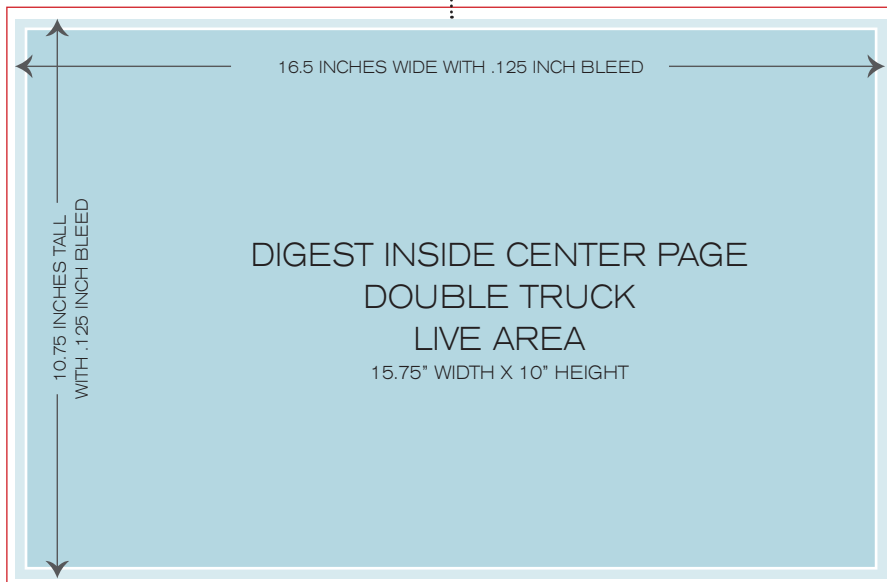 16.5 INCHES WIDE WITH .125 INCH BLEED
10.75 INCHES TALL
WITH .125 INCH BLEED
DIGEST INSIDE CENTER PAGE
DOUBLE TRUCK
LIVE AREA
15.75” WIDTH X 10” HEIGHT